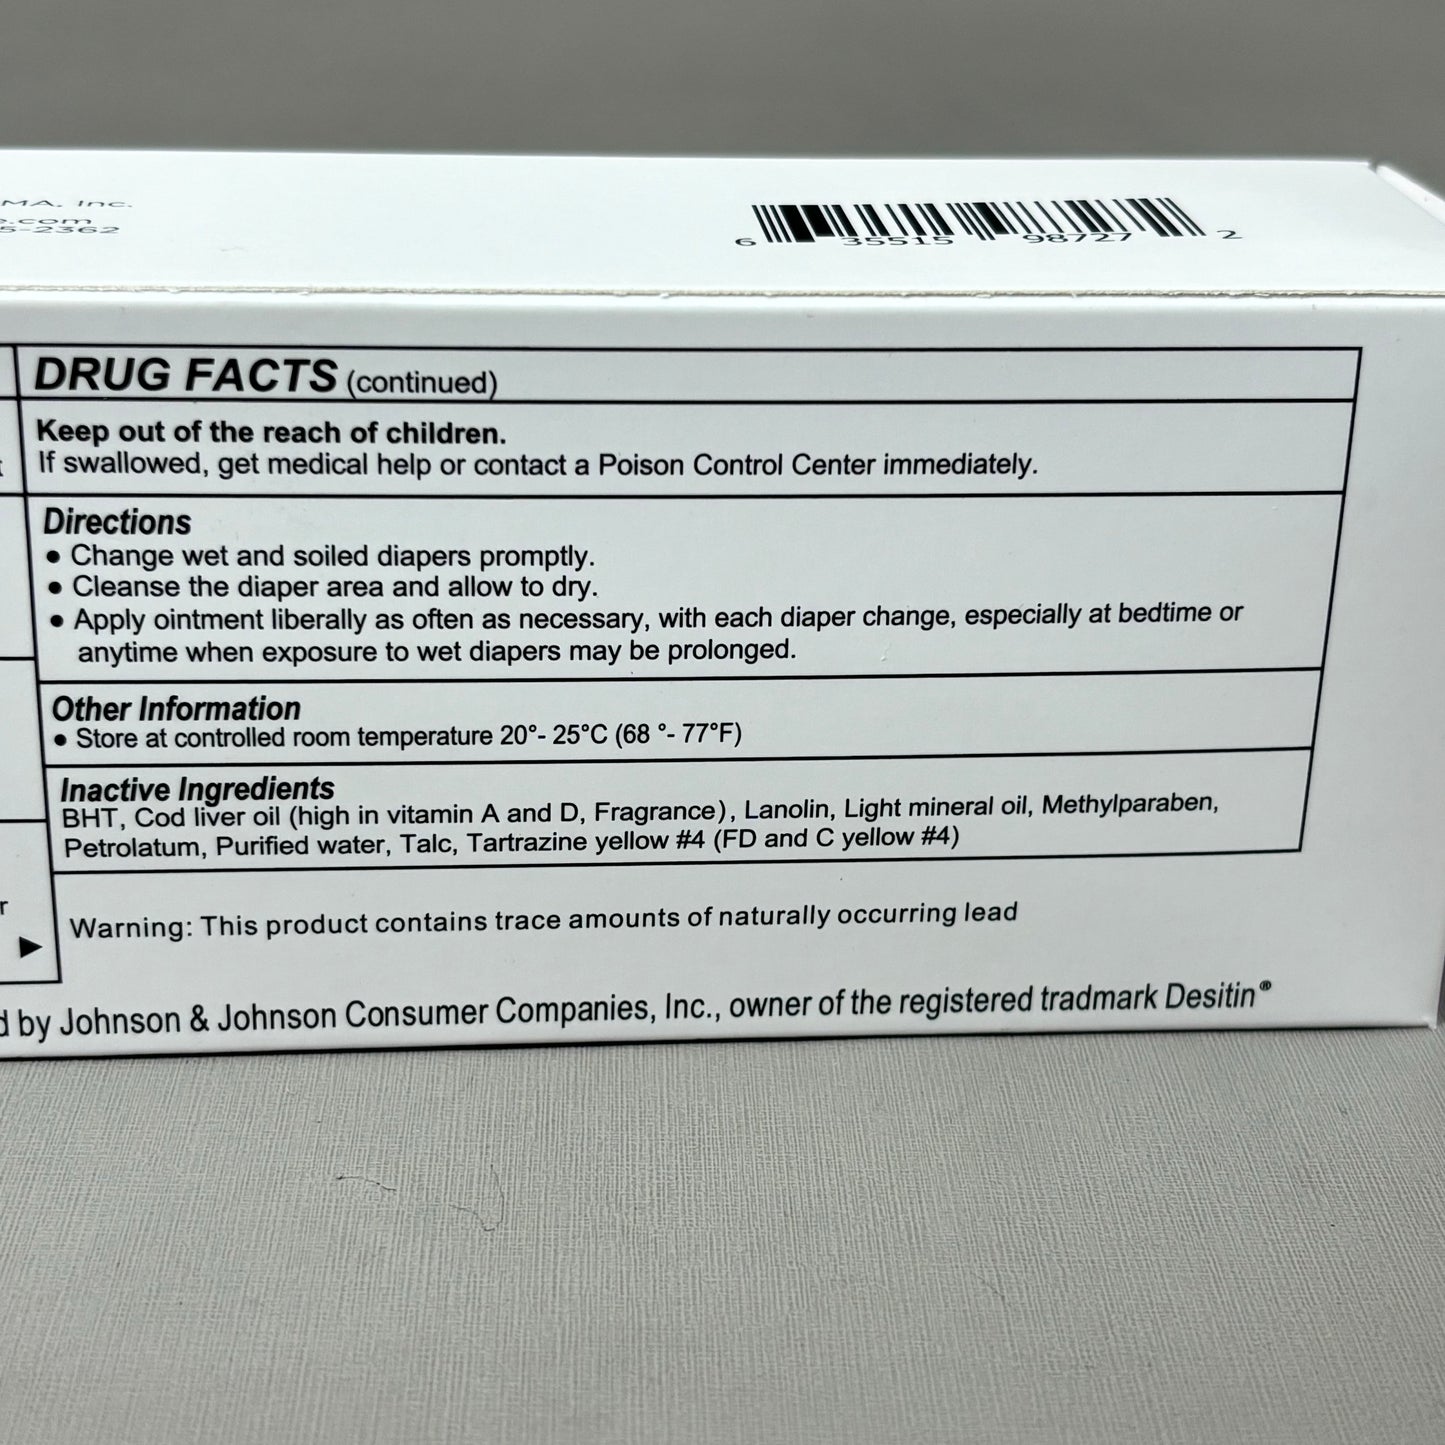 MA. Inc.
.com
5-2362
6 35515 98727 2
DRUG FACTS (continued)
Keep out of the reach of children.
If swallowed, get medical help or contact a Poison Control Center immediately.
Directions
• Change wet and soiled diapers promptly.
• Cleanse the diaper area and allow to dry.
• Apply ointment liberally as often as necessary, with each diaper change, especially at bedtime or
anytime when exposure to wet diapers may be prolonged.
Other Information
• Store at controlled room temperature 20°- 25°C (68 °- 77°F)
Inactive Ingredients
BHT, Cod liver oil (high in vitamin A and D, Fragrance), Lanolin, Light mineral oil, Methylparaben,
Petrolatum, Purified water, Talc, Tartrazine yellow #4 (FD and C yellow #4)
Warning: This product contains trace amounts of naturally occurring lead
by Johnson & Johnson Consumer Companies, Inc., owner of the registered tradmark Desitin®